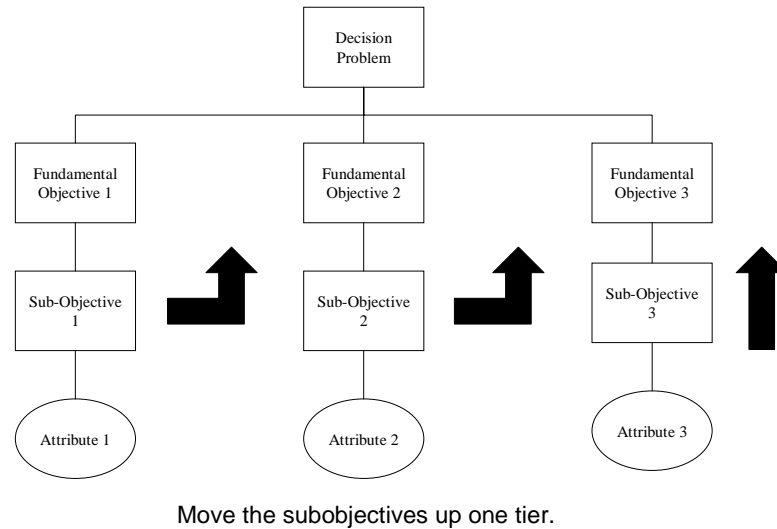 Decision
Problem
Fundamental
Objective 1
Fundamental
Objective 2
Fundamental
Objective 3
Sub-Objective
1
Sub-Objective
2
Sub-Objective
3
Attribute 1
Attribute 2
Attribute 3
Move the subobjectives up one tier.